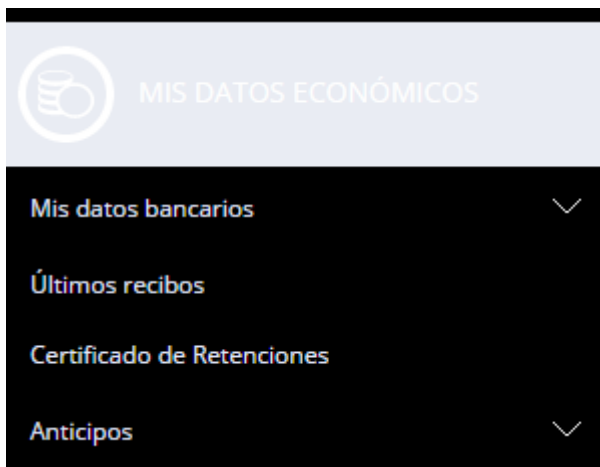 MIS DATOS ECONÓMICOS
Mis datos bancarios
Últimos recibos
Certificado de Retenciones
Anticipos